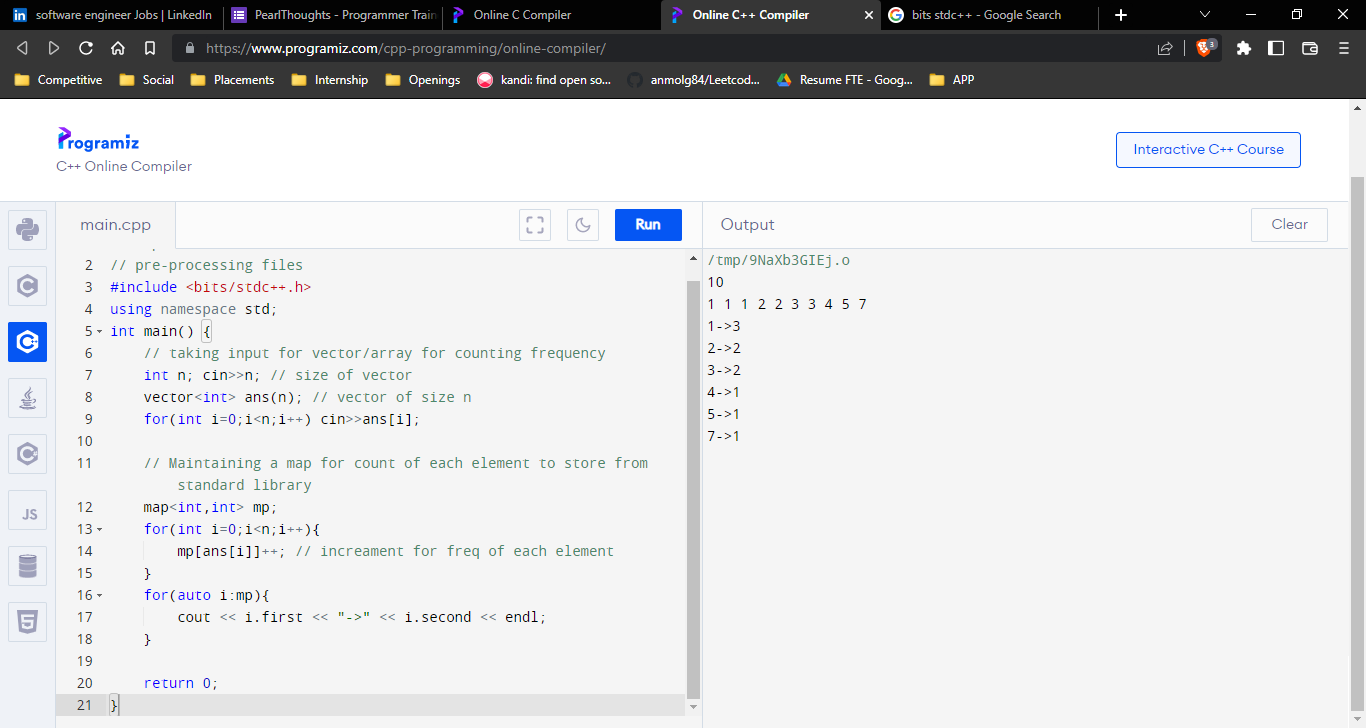 software engineer Jobs | LinkedIn
PearlThoughts - Programmer Train
Online C Compiler
Online C++ Compiler
bits stdc++ - Google Search
https://www.programiz.com/cpp-programming/online-compiler/
3
Competitive
Social
Placements
Internship
Openings
kandi: find open so...
anmolg84/Leetcod...
Resume FTE - Goog...
APP
Programiz
C++ Online Compiler
Interactive C++ Course
main.cpp
Run
Output
Clear
JS
2 // pre-processing files
3 #include <bits/stdc++.h>
4 using namespace std;
5 int main() {
6 // taking input for vector/array for counting frequency
7 int n; cin>>n; // size of vector
8 vector<int> ans(n); // vector of size n
9 for(int i=0;i<n;i++) cin>>ans[i];
10
11 // Maintaining a map for count of each element to store from
standard library
12 map<int,int> mp;
13 for(int i=0;i<n;i++){
14 mp[ans[i]]++; // increament for freq of each element
15 }
16 for(auto i:mp){
17 cout << i.first << "->" << i.second << endl;
18 }
19
20 return 0;
21 }
/tmp/9NaXb3GIEj.o
10
1 1 1 2 2 3 3 4 5 7
1->3
2->2
3->2
4->1
5->1
7->1